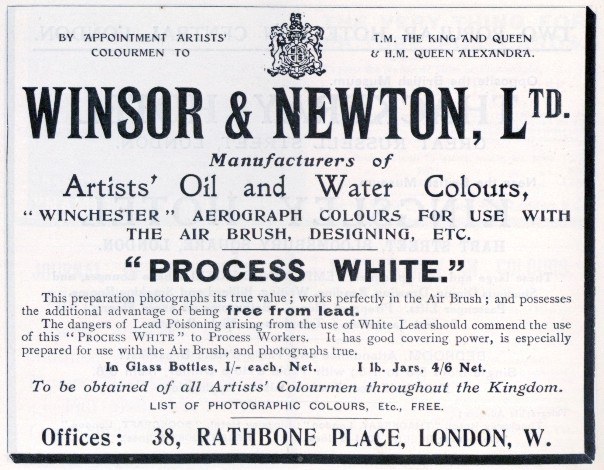 BY APPOINTMENT ARTISTS' COLOURMEN TO
T.M. THE KING AND QUEEN & H.M. QUEEN ALEXANDRA.
WINSOR & NEWTON, LTD.
Manufacturers of
Artists' Oil and Water Colours,
"WINCHESTER" AEROGRAPH COLOURS FOR USE WITH
THE AIR BRUSH, DESIGNING, ETC.
"PROCESS WHITE."
This preparation photographs its true value; works perfectly in the Air Brush; and possesses
the additional advantage of being free from lead.
The dangers of Lead Poisoning arising from the use of White Lead should commend the use
of this "PROCESS WHITE" to Process Workers. It has good covering power, is especially
prepared for use with the Air Brush, and photographs true.
In Glass Bottles, 1/- each, Net. 1 lb. Jars, 4/6 Net.
To be obtained of all Artists' Colourmen throughout the Kingdom.
LIST OF PHOTOGRAPHIC COLOURS, Etc., FREE.
Offices: 38, RATHBONE PLACE, LONDON, W.